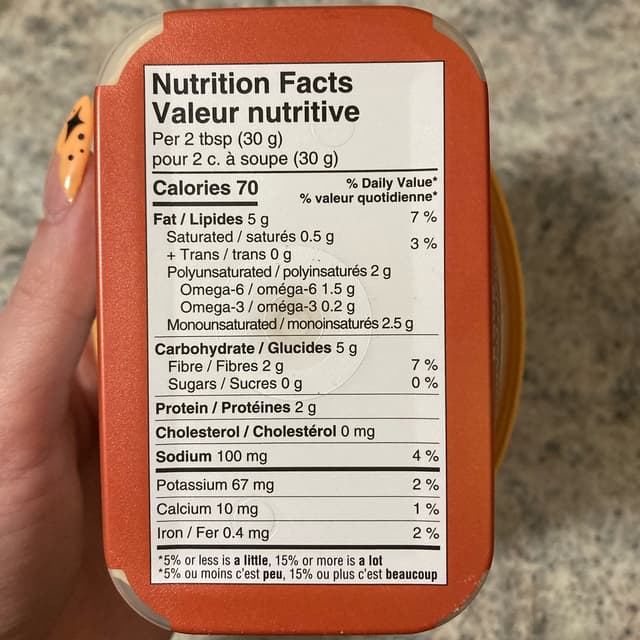 Nutrition Facts
Valeur nutritive
Per 2 tbsp (30 g)
pour 2 c. à soupe (30 g)
Calories 70
% Daily Value*
% valeur quotidienne*
Fat / Lipides 5 g 7 %
Saturated / saturés 0.5 g
+ Trans / trans 0 g 3 %
Polyunsaturated / polyinsaturés 2 g
Omega-6 / oméga-6 1.5 g
Omega-3 / oméga-3 0.2 g
Monounsaturated / monoinsaturés 2.5 g
Carbohydrate / Glucides 5 g
Fibre / Fibres 2 g 7 %
Sugars / Sucres 0 g 0 %
Protein / Protéines 2 g
Cholesterol / Cholestérol 0 mg
Sodium 100 mg 4 %
Potassium 67 mg 2 %
Calcium 10 mg 1 %
Iron / Fer 0.4 mg 2 %
*5% or less is a little, 15% or more is a lot
*5% ou moins c'est peu, 15% ou plus c'est beaucoup